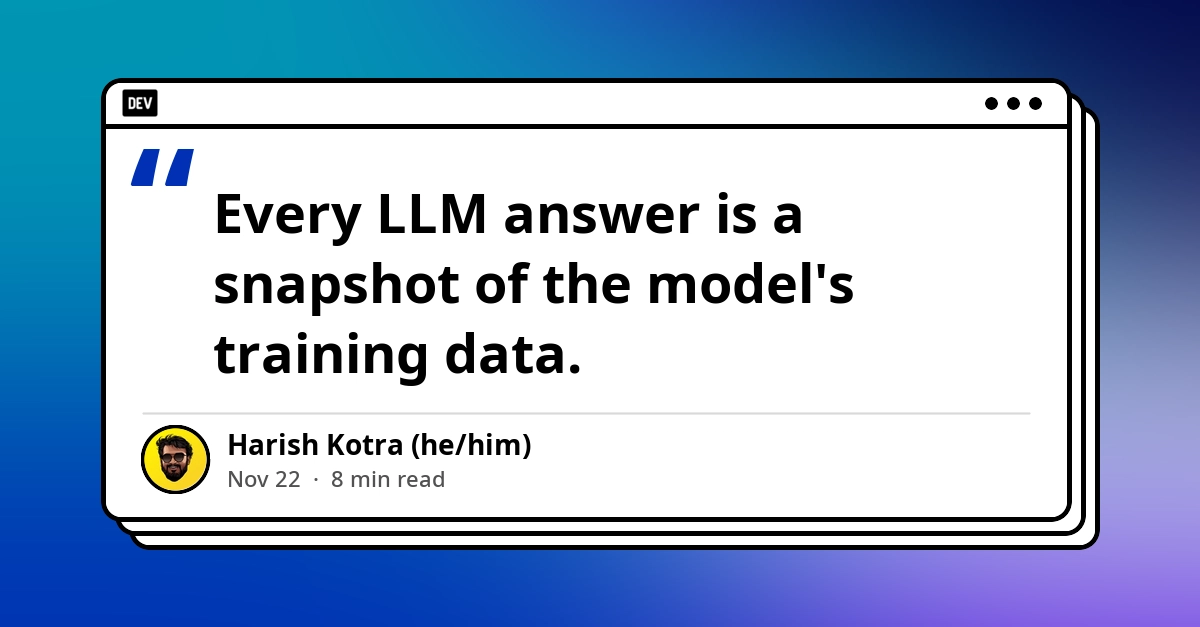 DEV
“
Every LLM answer is a
snapshot of the model's
training data.
Harish Kotra (he/him)
Nov 22 · 8 min read